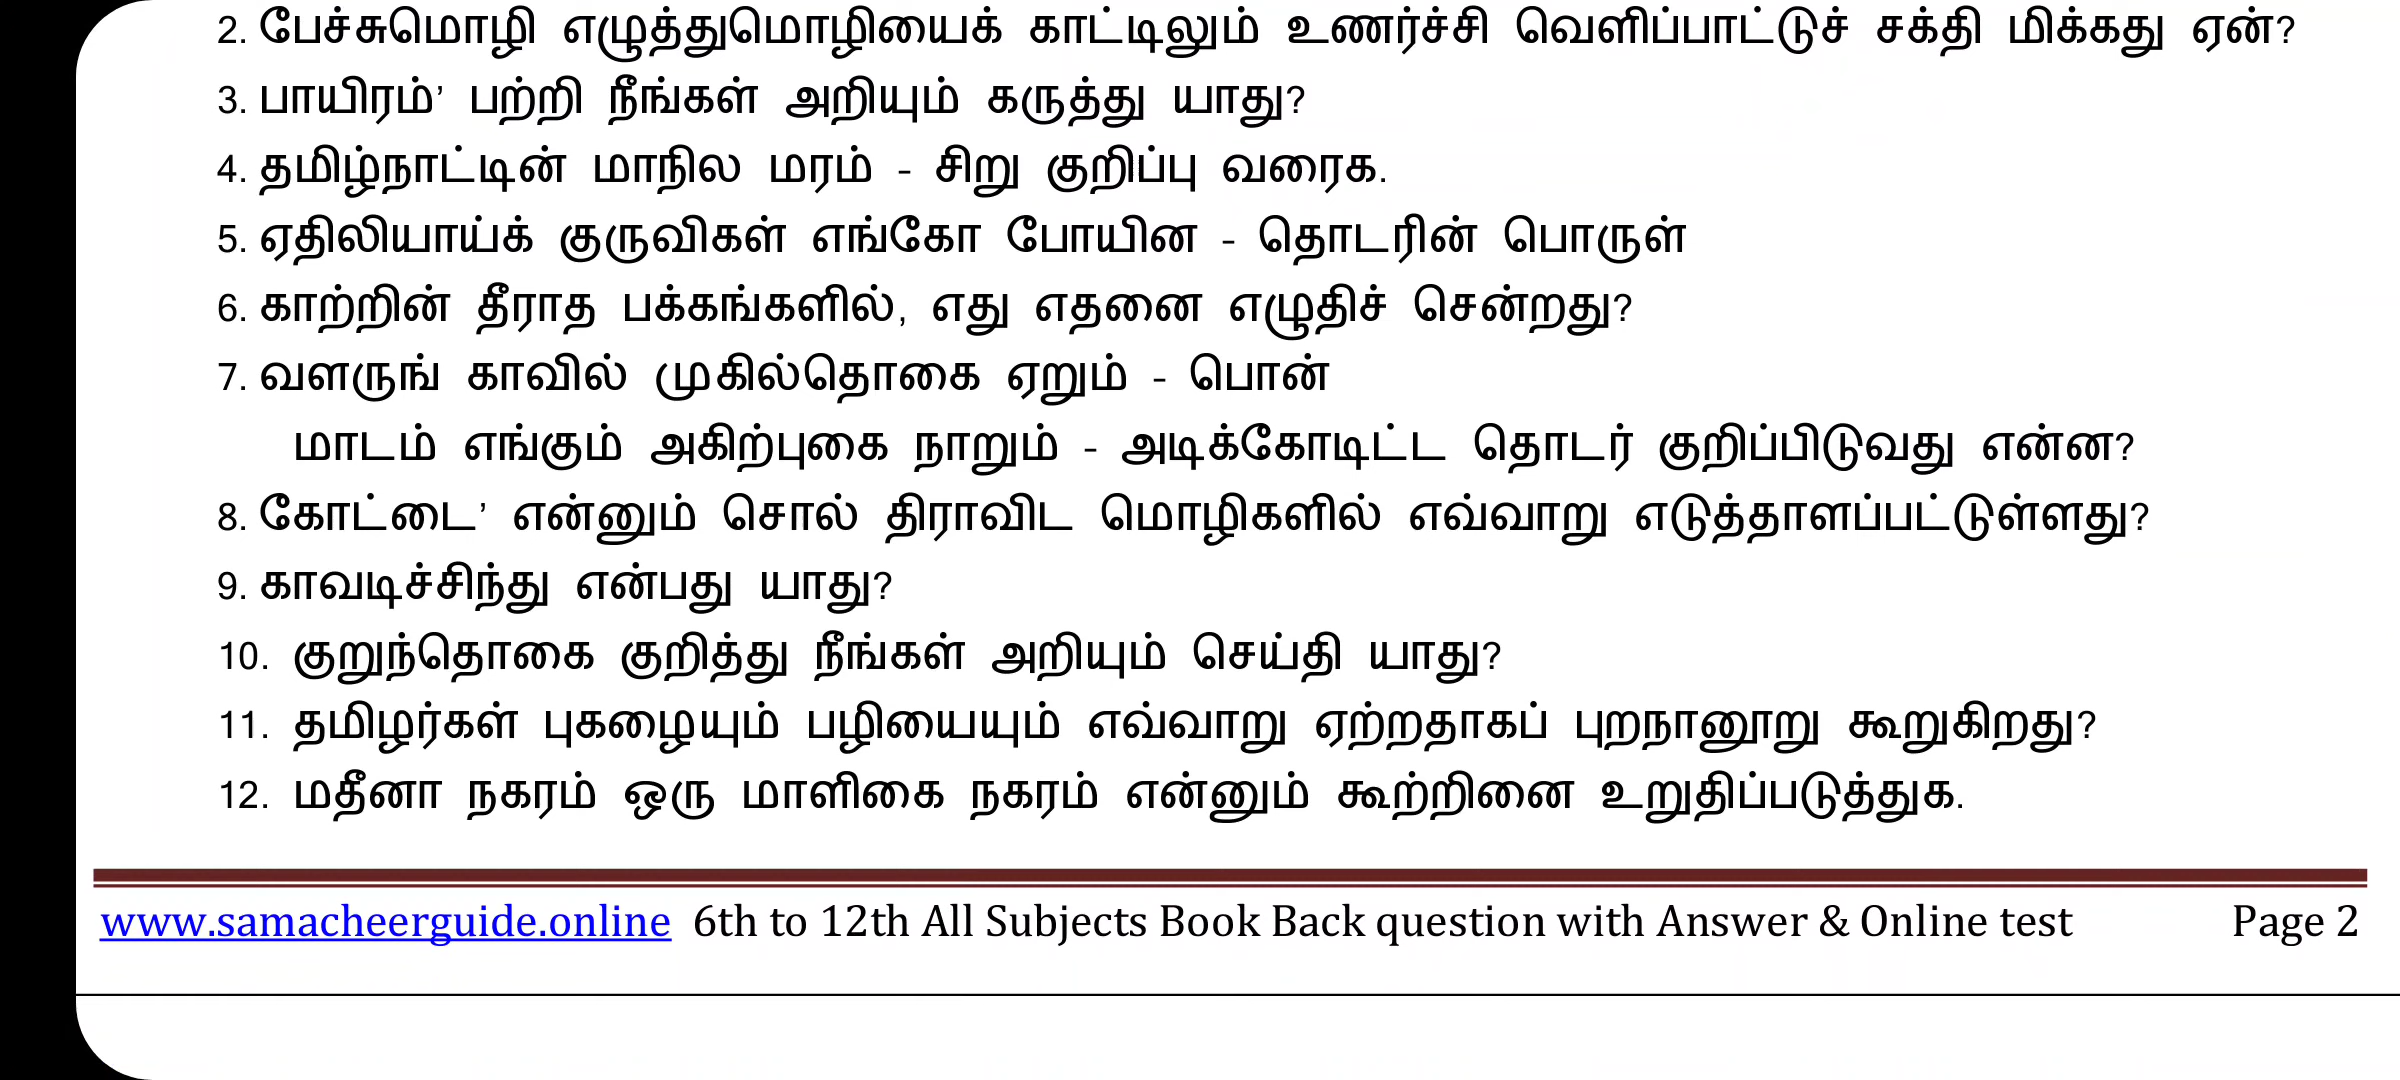 2. பேச்சுமொழி எழுத்துமொழியைக் காட்டிலும் உணர்ச்சி வெளிப்பாட்டுச் சக்தி மிக்கது ஏன்?
3. பாயிரம்’ பற்றி நீங்கள் அறியும் கருத்து யாது?
4. தமிழ்நாட்டின் மாநில மரம் - சிறு குறிப்பு வரைக.
5. ஏதிலியாய்க் குருவிகள் எங்கோ போயின - தொடரின் பொருள்
6. காற்றின் தீராத பக்கங்களில், எது எதனை எழுதிச் சென்றது?
7. வளருங் காவில் முகில்தொகை ஏறும் - பொன்
மாடம் எங்கும் அகிற்புகை நாறும் - அடிக்கோடிட்ட தொடர் குறிப்பிடுவது என்ன?
8. கோட்டை’ என்னும் சொல் திராவிட மொழிகளில் எவ்வாறு எடுத்தாளப்பட்டுள்ளது?
9. காவடிச்சிந்து என்பது யாது?
10. குறுந்தொகை குறித்து நீங்கள் அறியும் செய்தி யாது?
11. தமிழர்கள் புகழையும் பழியையும் எவ்வாறு ஏற்றதாகப் புறநானூறு கூறுகிறது?
12. மதீனா நகரம் ஒரு மாளிகை நகரம் என்னும் கூற்றினை உறுதிப்படுத்துக.
www.samacheerguide.online 6th to 12th All Subjects Book Back question with Answer & Online test Page 2